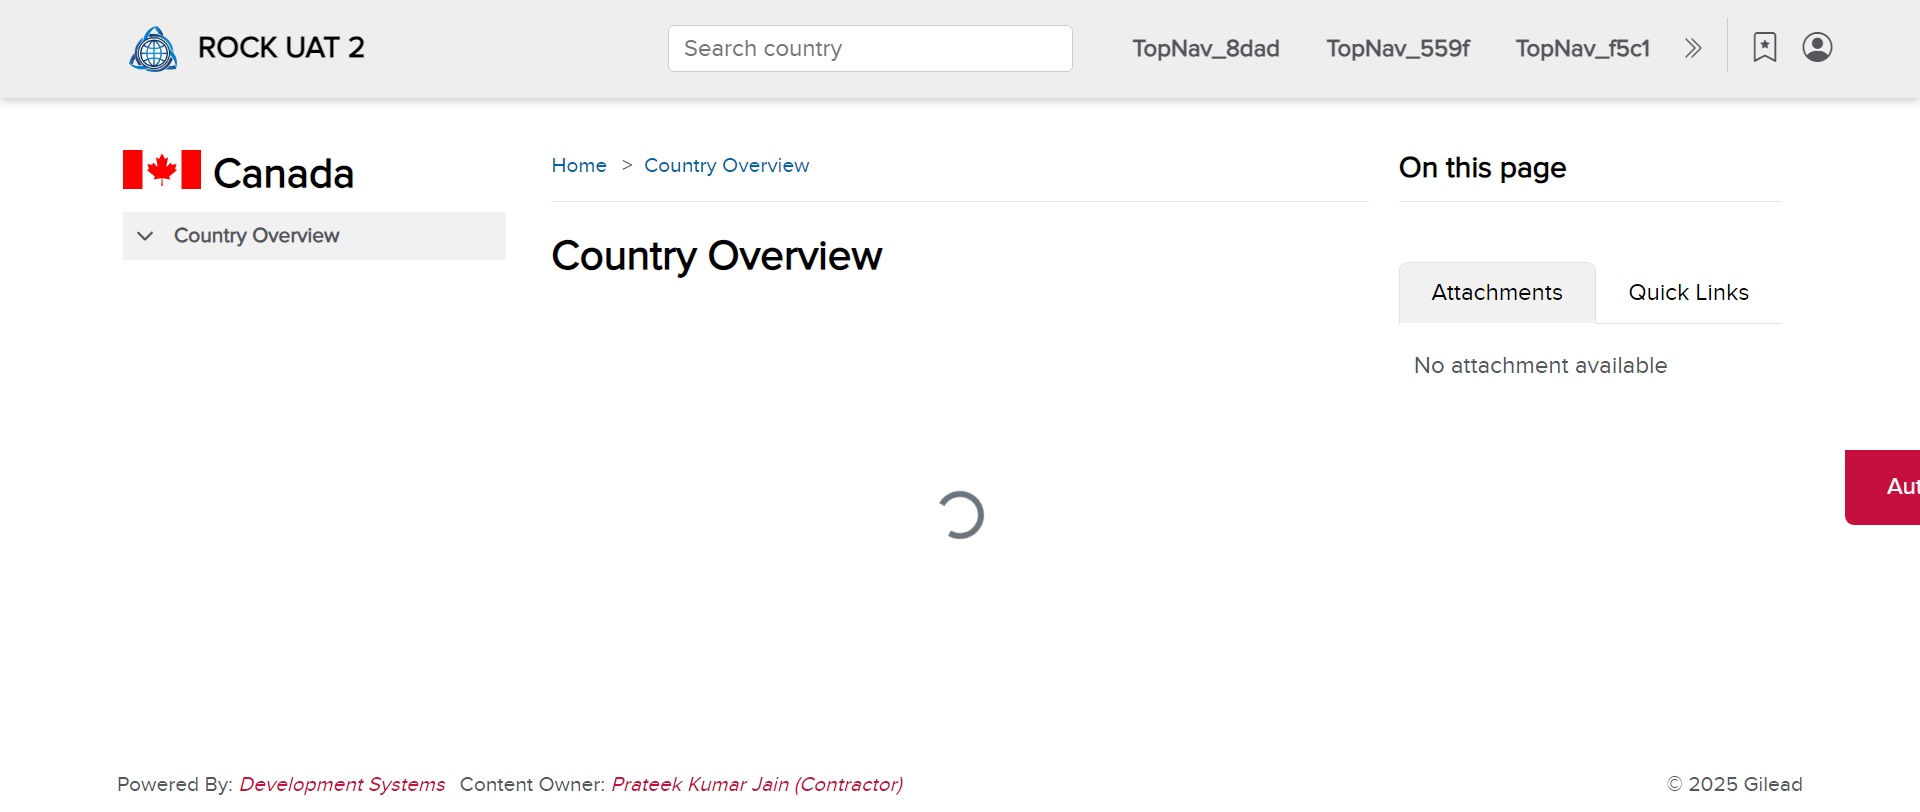 ROCK UAT 2
Search country
TopNav_8dad
TopNav_559f
TopNav_f5c1
Canada
Country Overview
Home > Country Overview
Country Overview
On this page
Attachments
Quick Links
No attachment available
Aut
Powered By: Development Systems Content Owner: Prateek Kumar Jain (Contractor)
© 2025 Gilead